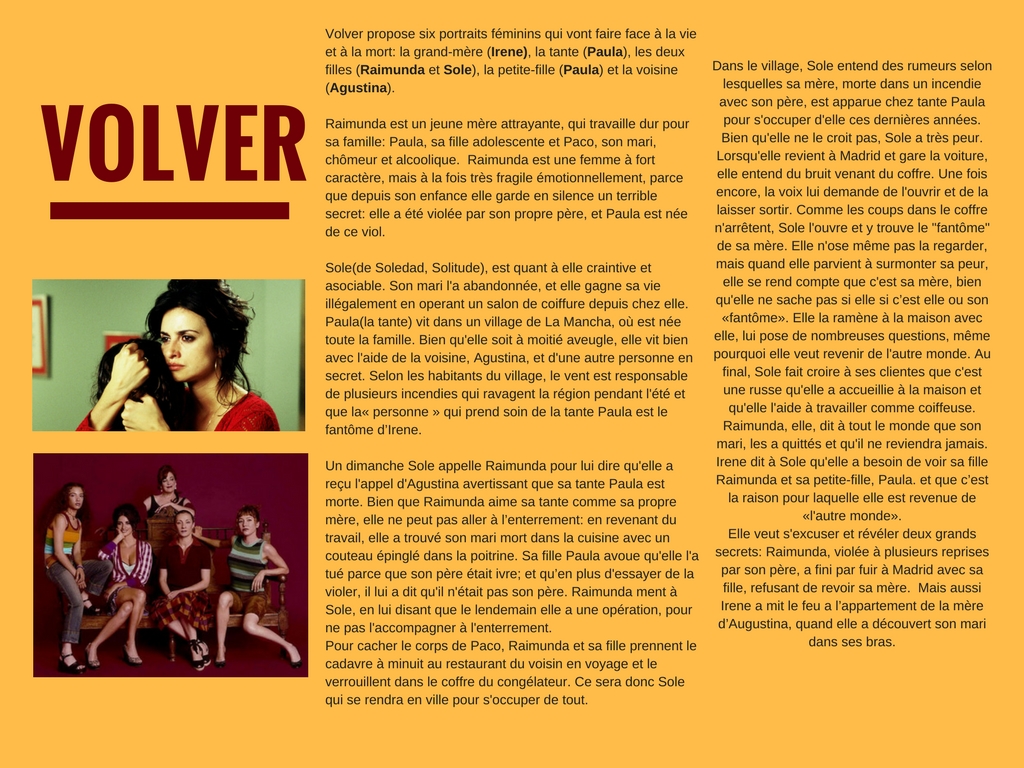 VOLVER
Volver propose six portraits féminins qui vont faire face à la vie
et à la mort: la grand-mère (Irene), la tante (Paula), les deux
filles (Raimunda et Sole), la petite-fille (Paula) et la voisine
(Agustina).
Raimunda est un jeune mère attrayante, qui travaille dur pour
sa famille: Paula, sa fille adolescente et Paco, son mari,
chômeur et alcoolique.  Raimunda est une femme à fort
caractère, mais à la fois très fragile émotionnellement, parce
que depuis son enfance elle garde en silence un terrible
secret: elle a été violée par son propre père, et Paula est née
de ce viol.
Sole(de Soledad, Solitude), est quant à elle craintive et
asociable. Son mari l'a abandonnée, et elle gagne sa vie
illégalement en operant un salon de coiffure depuis chez elle.
Paula(la tante) vit dans un village de La Mancha, où est née
toute la famille. Bien qu'elle soit à moitié aveugle, elle vit bien
avec l'aide de la voisine, Agustina, et d'une autre personne en
secret. Selon les habitants du village, le vent est responsable
de plusieurs incendies qui ravagent la région pendant l'été et
que la« personne » qui prend soin de la tante Paula est le
fantôme d'Irene.
Un dimanche Sole appelle Raimunda pour lui dire qu'elle a
reçu l'appel d'Agustina avertissant que sa tante Paula est
morte. Bien que Raimunda aime sa tante comme sa propre
mère, elle ne peut pas aller à l'enterrement: en revenant du
travail, elle a trouvé son mari mort dans la cuisine avec un
couteau épinglé dans la poitrine. Sa fille Paula avoue qu'elle l'a
tué parce que son père était ivre; et qu'en plus d'essayer de la
violer, il lui a dit qu'il n'était pas son père. Raimunda ment à
Sole, en lui disant que le lendemain elle a une opération, pour
ne pas l'accompagner à l'enterrement.
Pour cacher le corps de Paco, Raimunda et sa fille prennent le
cadavre à minuit au restaurant du voisin en voyage et le
verrouillent dans le coffre du congélateur. Ce sera donc Sole
qui se rendra en ville pour s'occuper de tout.
Dans le village, Sole entend des rumeurs selon
lesquelles sa mère, morte dans un incendie
avec son père, est apparue chez tante Paula
pour s'occuper d'elle ces dernières années.
Bien qu'elle ne le croit pas, Sole a très peur.
Lorsqu'elle revient à Madrid et gare la voiture,
elle entend du bruit venant du coffre. Une fois
encore, la voix lui demande de l'ouvrir et de la
laisser sortir. Comme les coups dans le coffre
n'arrêtent, Sole l'ouvre et y trouve le "fantôme"
de sa mère. Elle n'ose même pas la regarder,
mais quand elle parvient à surmonter sa peur,
elle se rend compte que c'est sa mère, bien
qu'elle ne sache pas si elle si c'est elle ou son
«fantôme». Elle la ramène à la maison avec
elle, lui pose de nombreuses questions, même
pourquoi elle veut revenir de l'autre monde. Au
final, Sole fait croire à ses clientes que c'est
une russe qu'elle a accueillie à la maison et
qu'elle l'aide à travailler comme coiffeuse.
Raimunda, elle, dit à tout le monde que son
mari, les a quittés et qu'il ne reviendra jamais.
Irene dit à Sole qu'elle a besoin de voir sa fille
Raimunda et sa petite-fille, Paula. et que c'est
la raison pour laquelle elle est revenue de
«l'autre monde».
Elle veut s'excuser et révéler deux grands
secrets: Raimunda, violée à plusieurs reprises
par son père, a fini par fuir à Madrid avec sa
fille, refusant de revoir sa mère.  Mais aussi
Irene a mit le feu a l'appartement de la mère
d'Augustina, quand elle a découvert son mari
dans ses bras.